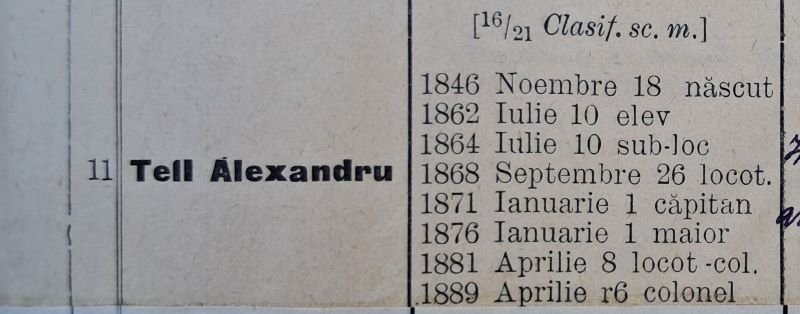 [16/21 Clasif. sc. m.]
1846 Noembre 18 născut
1862 Iulie 10 elev
1864 Iulie 10 sub-loc
11 Tell Alexandru
1868 Septembre 26 locot.
1871 Ianuarie 1 căpitan
1876 Ianuarie 1 maior
1881 Aprilie 8 locot-col.
1889 Aprilie r6 colonel